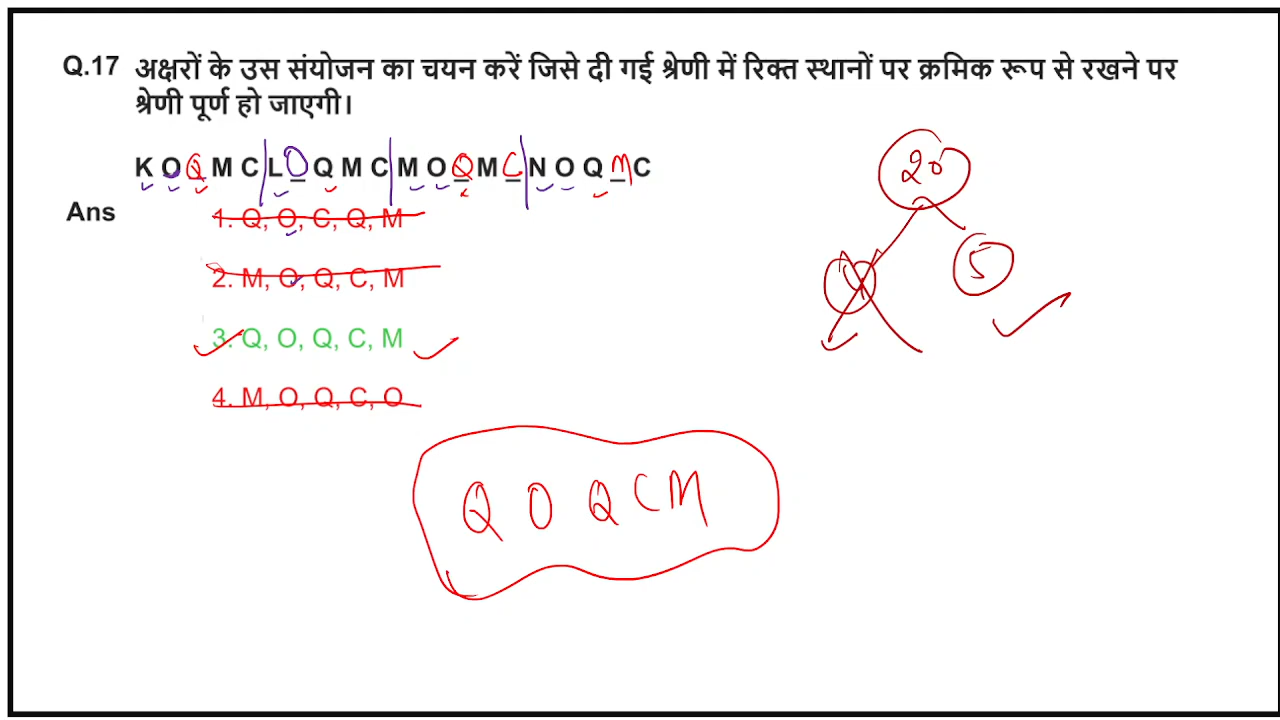 Q.17 अक्षरों के उस संयोजन का चयन करें जिसे दी गई श्रेणी में रिक्त स्थानों पर क्रमिक रूप से रखने पर
श्रेणी पूर्ण हो जाएगी।
K O Q M C | L O Q M C | M O Q M C | N O Q M C
Ans
1. Q, O, C, Q, M
2. M, O, Q, C, M
3. Q, O, Q, C, M
4. M, O, Q, C, O
Q O Q C M
20
5